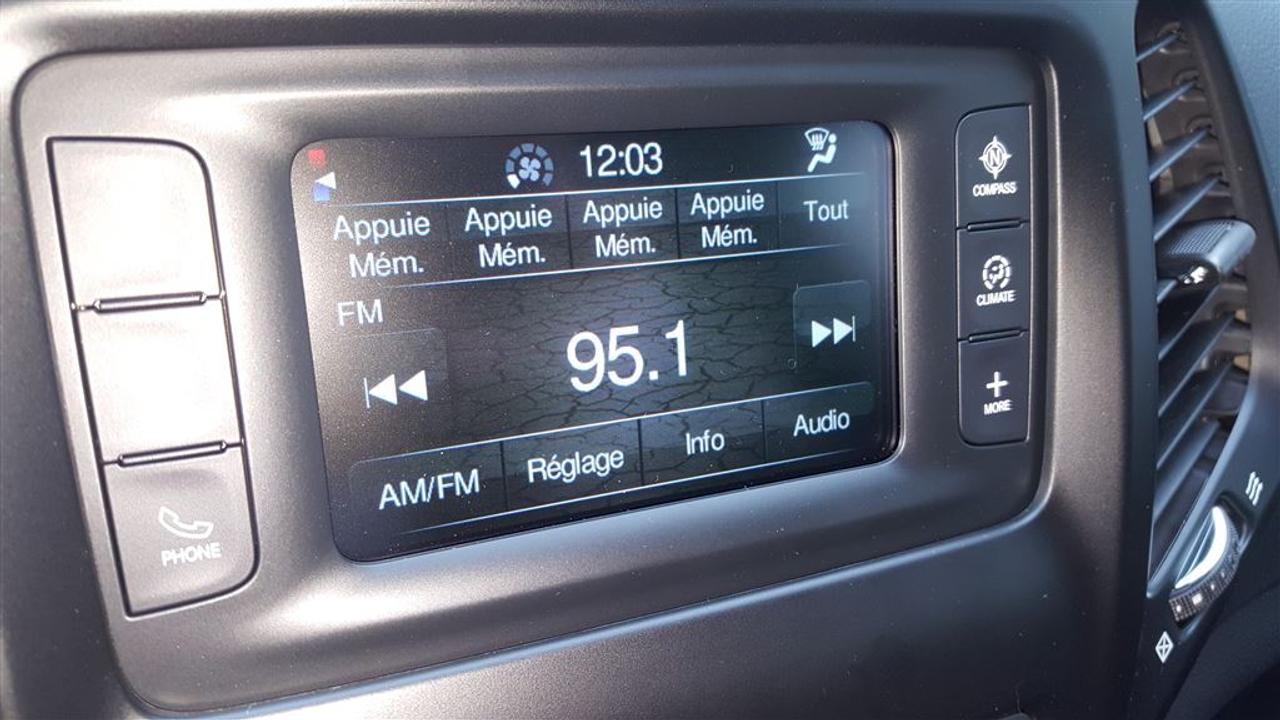 12:03
Appuie Mém.
Appuie Mém.
Appuie Mém.
Appuie Mém.
Tout
FM
95.1
AM/FM
Réglage
Info
Audio
PHONE
N
COMPASS
CLIMATE
MORE